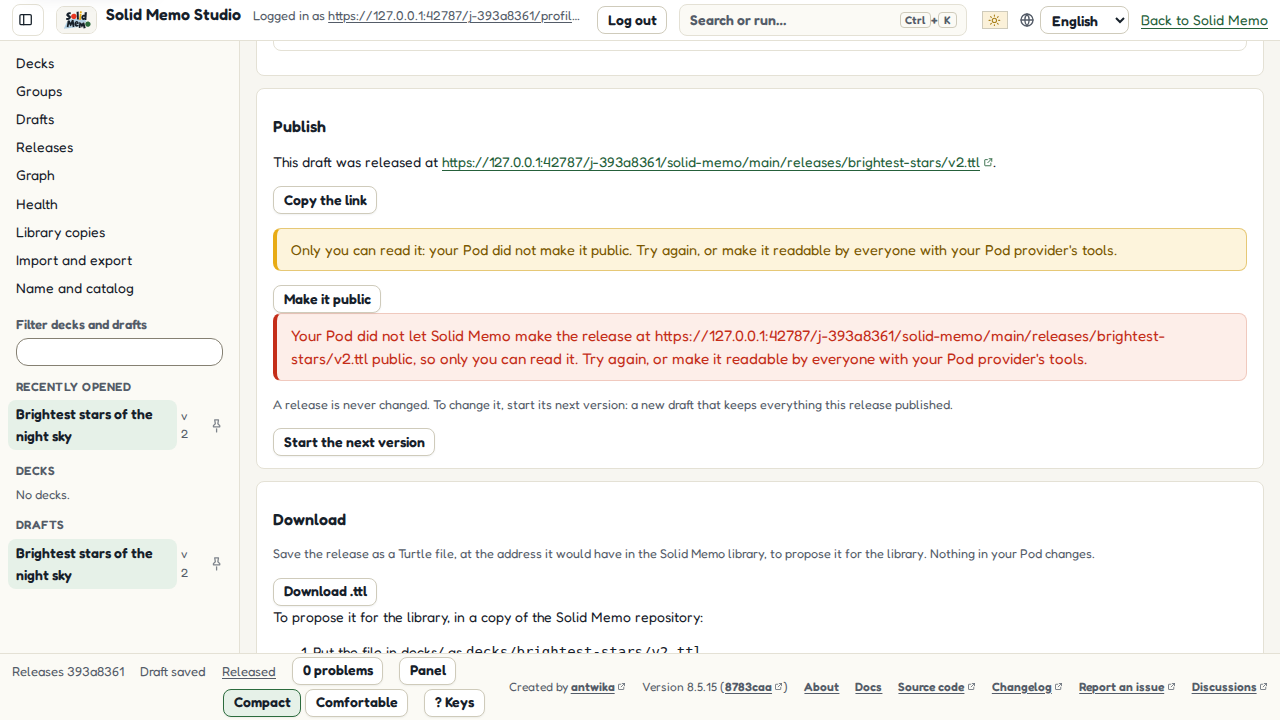 Solid Memo Studio
Logged in as https://127.0.0.1:42787/j-393a8361/profil…
Log out
Search or run...
Ctrl+K
English
Back to Solid Memo
Decks
Groups
Drafts
Releases
Graph
Health
Library copies
Import and export
Name and catalog
Filter decks and drafts
RECENTLY OPENED
Brightest stars of the
night sky
v
2
DECKS
No decks.
DRAFTS
Brightest stars of the
night sky
v
2
Publish
This draft was released at https://127.0.0.1:42787/j-393a8361/solid-memo/main/releases/brightest-stars/v2.ttl.
Copy the link
Only you can read it: your Pod did not make it public. Try again, or make it readable by everyone with your Pod provider's tools.
Make it public
Your Pod did not let Solid Memo make the release at https://127.0.0.1:42787/j-393a8361/solid-memo/main/releases/brightest-
stars/v2.ttl public, so only you can read it. Try again, or make it readable by everyone with your Pod provider's tools.
A release is never changed. To change it, start its next version: a new draft that keeps everything this release published.
Start the next version
Download
Save the release as a Turtle file, at the address it would have in the Solid Memo library, to propose it for the library. Nothing in your Pod changes.
Download .ttl
To propose it for the library, in a copy of the Solid Memo repository:
1. Put the file in decks/ as decks/brightest-stars/v2.ttl
Releases 393a8361
Draft saved
Released
0 problems
Panel
Compact
Comfortable
? Keys
Created by antwika
Version 8.5.15 (8783caa)
About
Docs
Source code
Changelog
Report an issue
Discussions